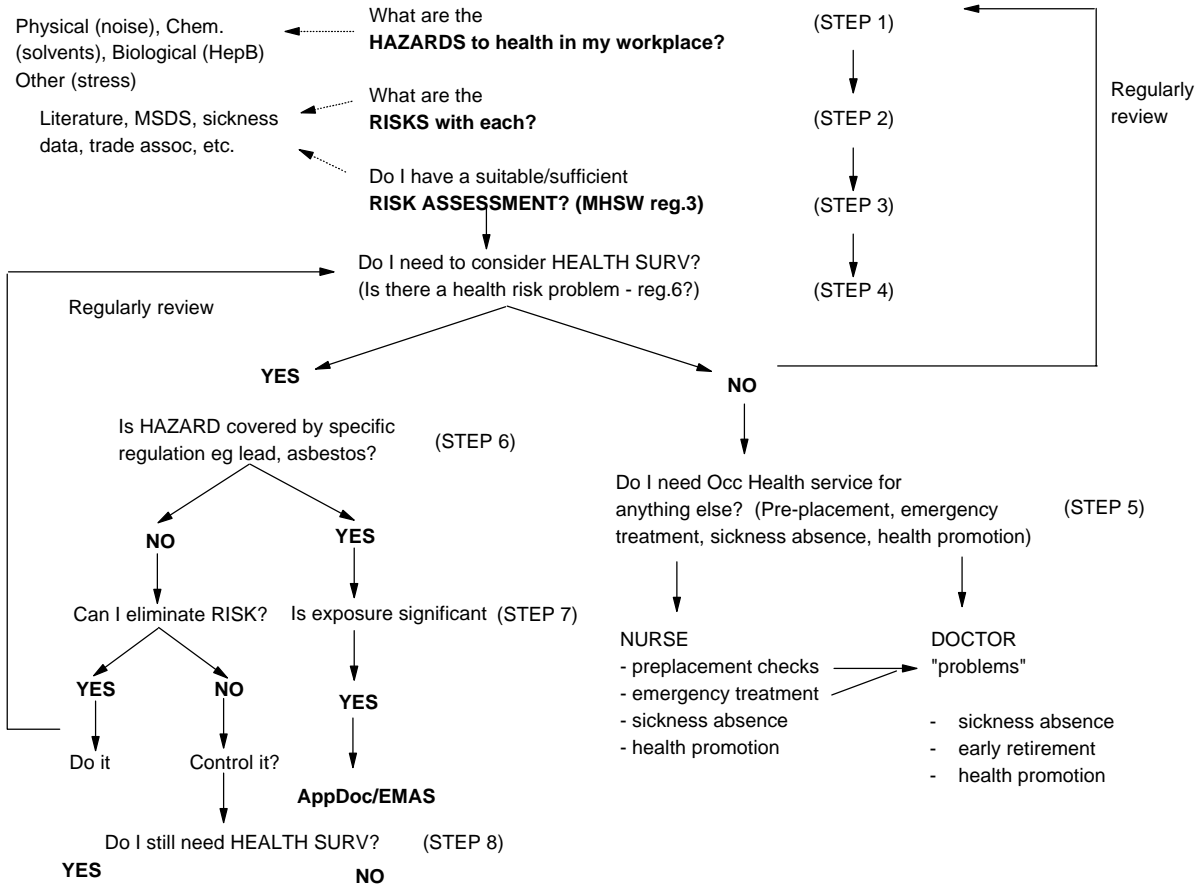 Physical (noise), Chem.
(solvents), Biological (HepB)
Other (stress)
What are the
HAZARDS to health in my workplace?
(STEP 1)
Regularly
review
Literature, MSDS, sickness
data, trade assoc, etc.
What are the
RISKS with each?
(STEP 2)
Do I have a suitable/sufficient
RISK ASSESSMENT? (MHSW reg.3)
(STEP 3)
Do I need to consider HEALTH SURV?
(Is there a health risk problem - reg.6?)
(STEP 4)
Regularly review
YES
NO
Is HAZARD covered by specific
regulation eg lead, asbestos?
(STEP 6)
Do I need Occ Health service for
anything else? (Pre-placement, emergency
treatment, sickness absence, health promotion)
(STEP 5)
NO
YES
Can I eliminate RISK?
Is exposure significant (STEP 7)
NURSE
- preplacement checks
- emergency treatment
- sickness absence
- health promotion
DOCTOR
"problems"
- sickness absence
- early retirement
- health promotion
YES
NO
YES
Do it
Control it?
AppDoc/EMAS
Do I still need HEALTH SURV?
(STEP 8)
YES
NO